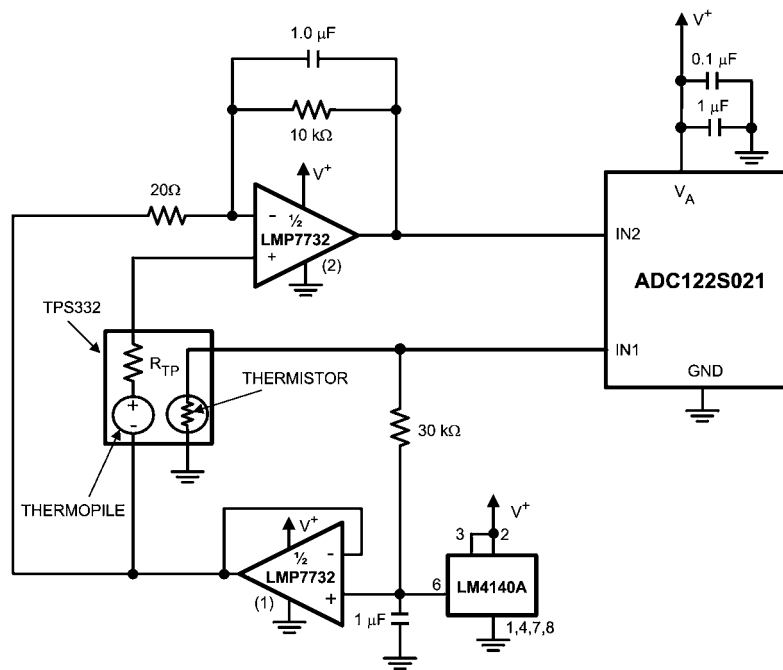 1.0 µF
10 kΩ
V+
0.1 µF
1 µF
VA
20Ω
V+
½
LMP7732
-
+
(2)
IN2
ADC122S021
IN1
GND
TPS332
RTP
+
-
THERMISTOR
THERMOPILE
30 kΩ
V+
½
LMP7732
-
+
(1)
1 µF
V+
3
2
6
LM4140A
1,4,7,8